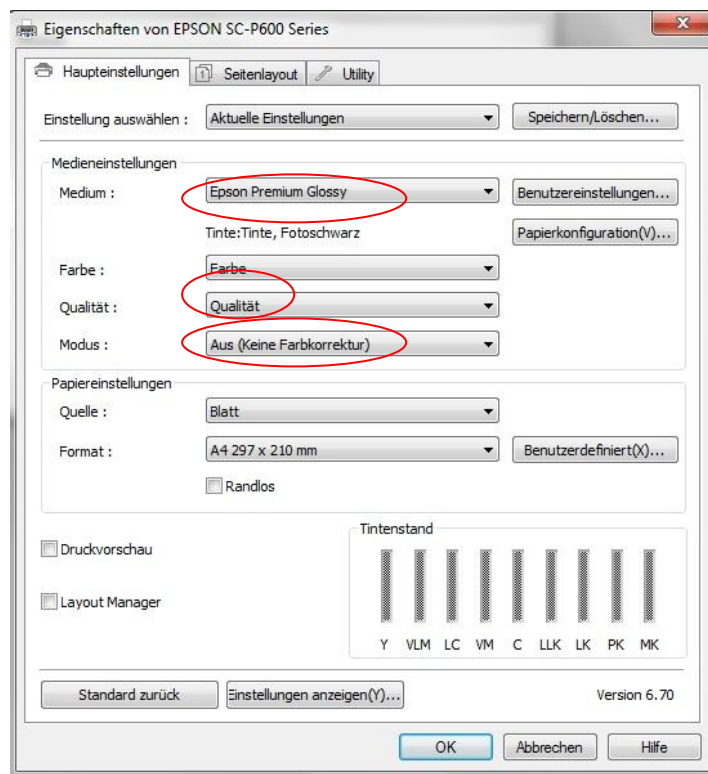 Eigenschaften von EPSON SC-P600 Series
Haupteinstellungen Seitenlayout Utility
Einstellung auswählen : Aktuelle Einstellungen Speichern/Löschen...
Medieneinstellungen
Medium : Epson Premium Glossy Benutzereinstellungen...
Tinte:Tinte, Fotoschwarz Papierkonfiguration(V)...
Farbe : Farbe
Qualität : Qualität
Modus : Aus (Keine Farbkorrektur)
Papiereinstellungen
Quelle : Blatt
Format : A4 297 x 210 mm Benutzerdefiniert(X)...
Randlos
Tintenstand
Druckvorschau
Layout Manager
Y VLM LC VM C LLK LK PK MK
Standard zurück Einstellungen anzeigen(Y)... Version 6.70
OK Abbrechen Hilfe